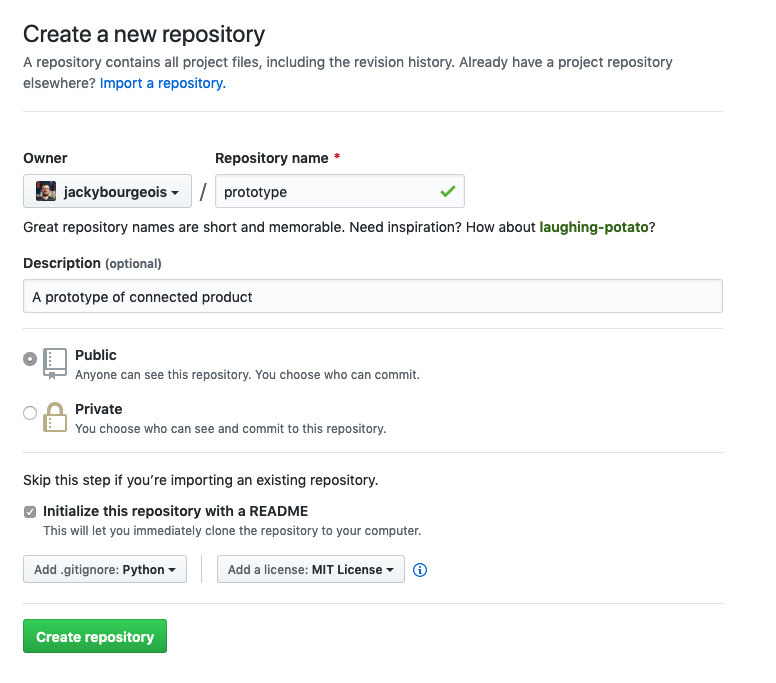 Create a new repository
A repository contains all project files, including the revision history. Already have a project repository
elsewhere? Import a repository.
Owner
Repository name *
jackybourgeois
/
prototype
Great repository names are short and memorable. Need inspiration? How about laughing-potato?
Description (optional)
A prototype of connected product
Public
Anyone can see this repository. You choose who can commit.
Private
You choose who can see and commit to this repository.
Skip this step if you’re importing an existing repository.
Initialize this repository with a README
This will let you immediately clone the repository to your computer.
Add .gitignore: Python
Add a license: MIT License
Create repository